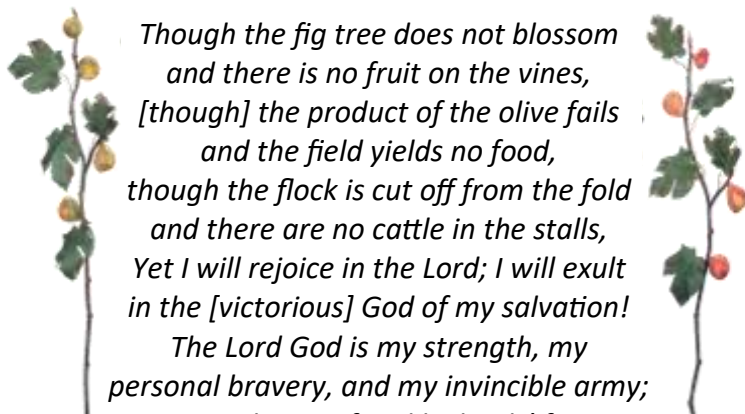 Though the fig tree does not blossom
and there is no fruit on the vines,
[though] the product of the olive fails
and the field yields no food,
though the flock is cut off from the fold
and there are no cattle in the stalls,
Yet I will rejoice in the Lord; I will exult
in the [victorious] God of my salvation!
The Lord God is my strength, my
personal bravery, and my invincible army;